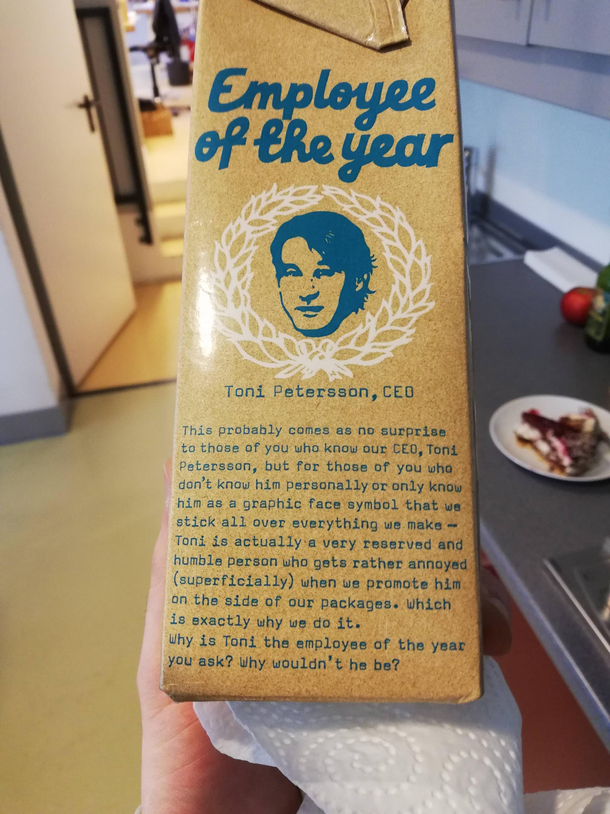 Employee
of the year
Toni Petersson, CEO
This probably comes as no surprise
to those of you who know our CEO, Toni
Petersson, but for those of you who
don't know him personally or only know
him as a graphic face symbol that we
stick all over everything we make –
Toni is actually a very reserved and
humble person who gets rather annoyed
(superficially) when we promote him
on the side of our packages. Which
is exactly why we do it.
Why is Toni the employee of the year
you ask? Why wouldn't he be?